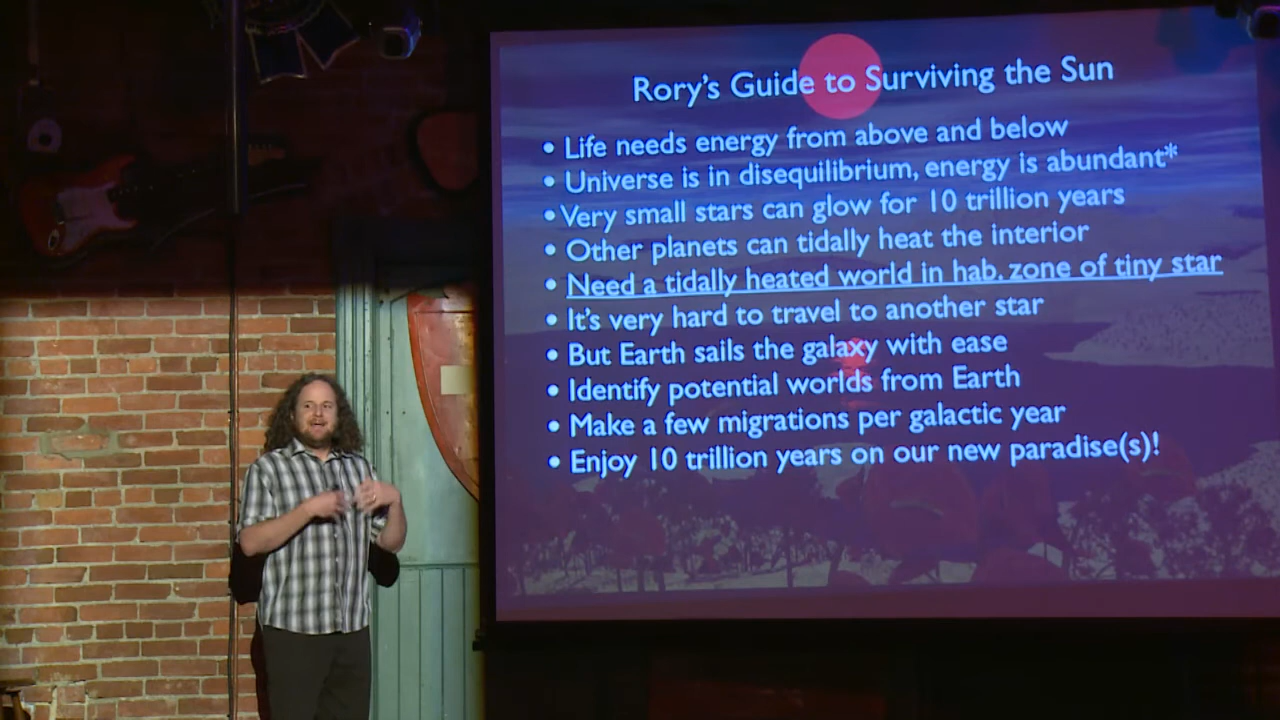 Rory's Guide to Surviving the Sun
• Life needs energy from above and below
• Universe is in disequilibrium, energy is abundant*
• Very small stars can glow for 10 trillion years
• Other planets can tidally heat the interior
• Need a tidally heated world in hab. zone of tiny star
• It's very hard to travel to another star
• But Earth sails the galaxy with ease
• Identify potential worlds from Earth
• Make a few migrations per galactic year
• Enjoy 10 trillion years on our new paradise(s)!